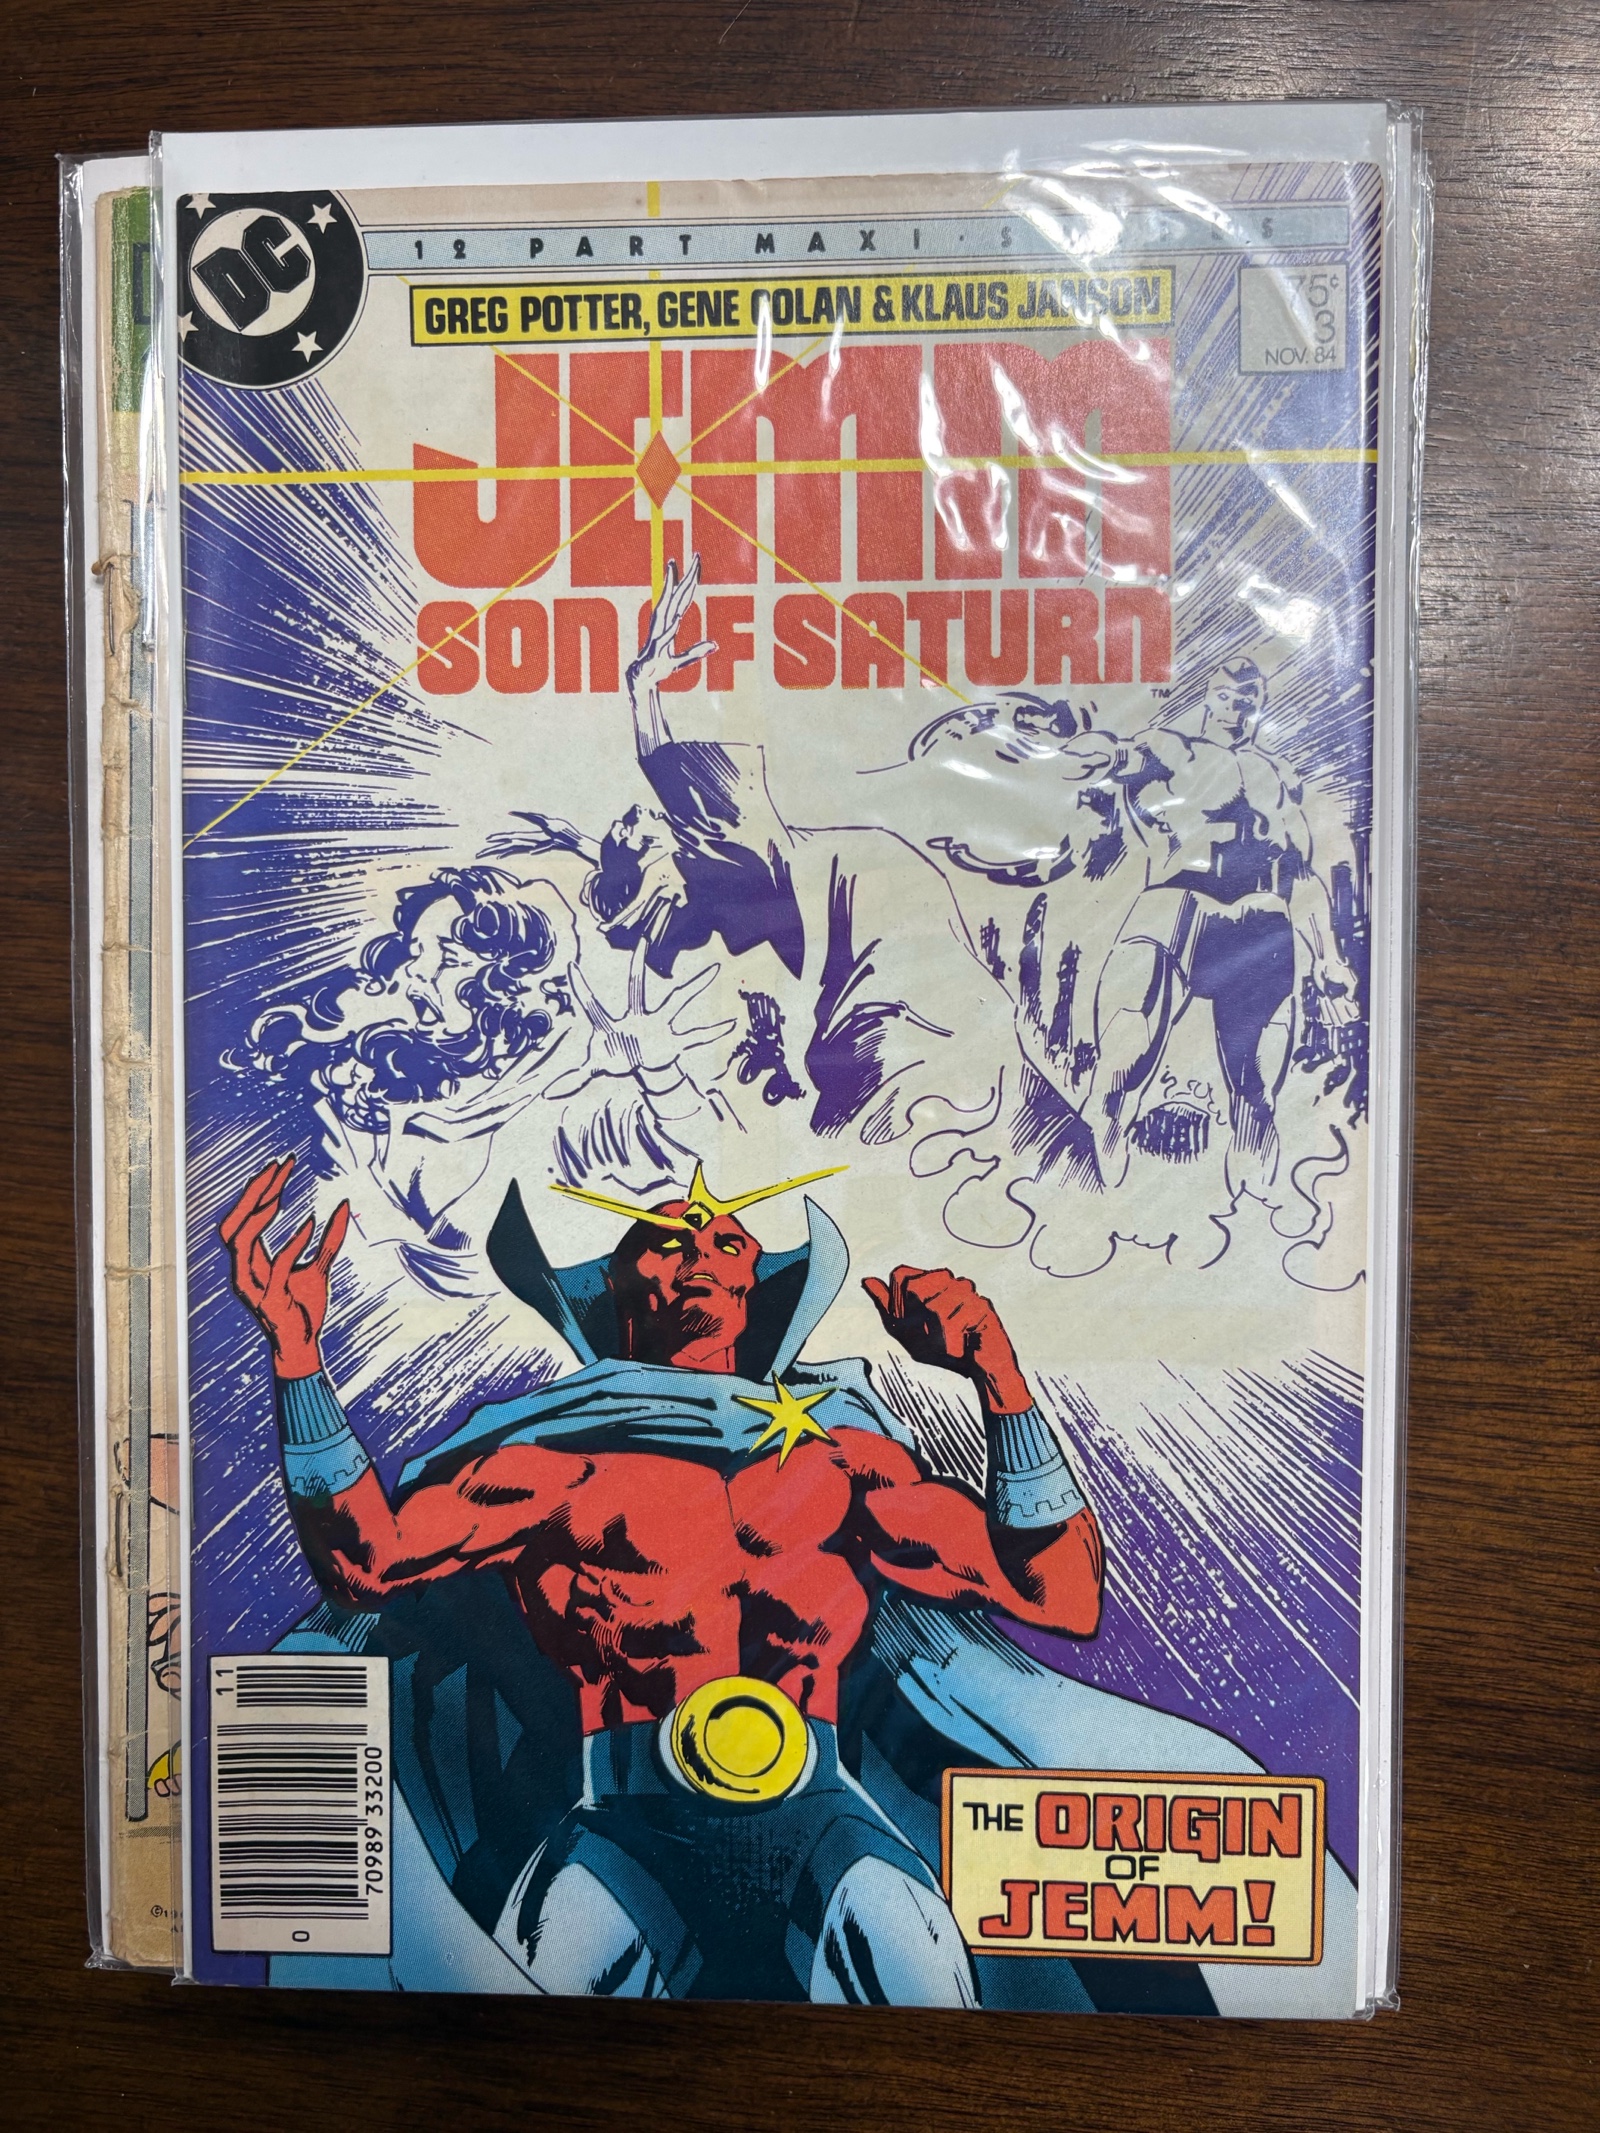 DC
12 PART MAXI-SERIES
GREG POTTER, GENE COLAN & KLAUS JANSON
75¢
3
NOV. 84
JEMM
SON OF SATURN
TM
11
70989 33200
0
THE ORIGIN
OF
JEMM!